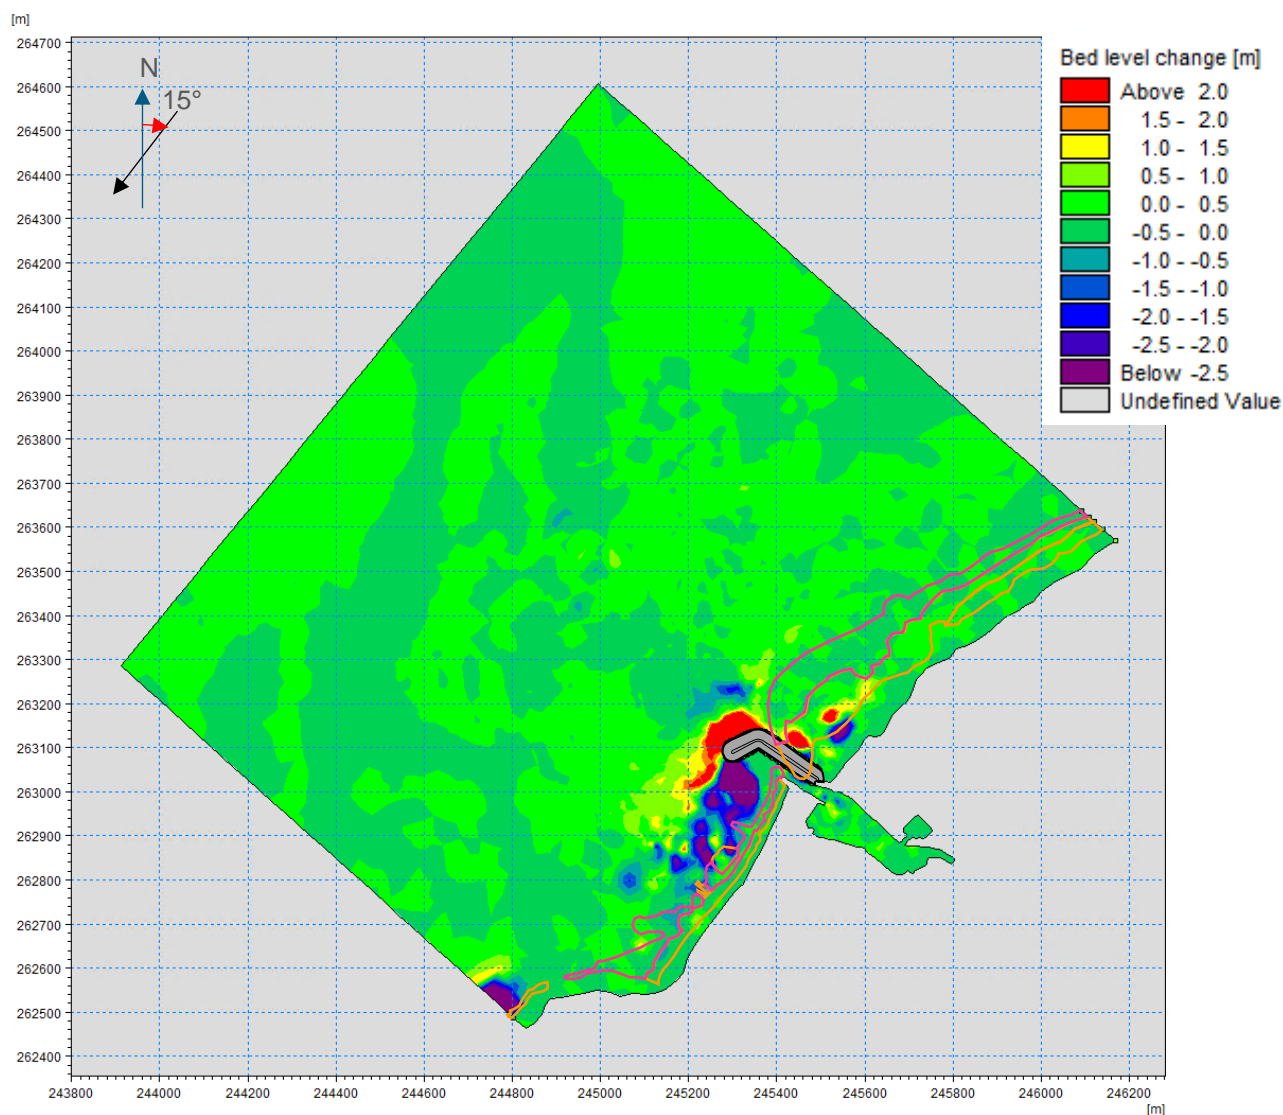 [m]
264700
264600
264500
264400
264300
264200
264100
264000
263900
263800
263700
263600
263500
263400
263300
263200
263100
263000
262900
262800
262700
262600
262500
262400
N
15°
Bed level change [m]
Above 2.0
1.5 - 2.0
1.0 - 1.5
0.5 - 1.0
0.0 - 0.5
-0.5 - 0.0
-1.0 - -0.5
-1.5 - -1.0
-2.0 - -1.5
-2.5 - -2.0
Below -2.5
Undefined Value
243800 244000 244200 244400 244600 244800 245000 245200 245400 245600 245800 246000 246200
[m]